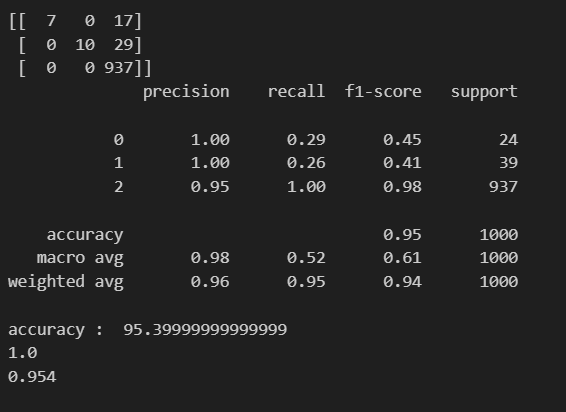 [[  7   0  17]
 [  0  10  29]
 [  0   0 937]]
              precision    recall  f1-score   support

           0       1.00      0.29      0.45        24
           1       1.00      0.26      0.41        39
           2       0.95      1.00      0.98       937

    accuracy                           0.95      1000
   macro avg       0.98      0.52      0.61      1000
weighted avg       0.96      0.95      0.94      1000

accuracy :  95.39999999999999
1.0
0.954